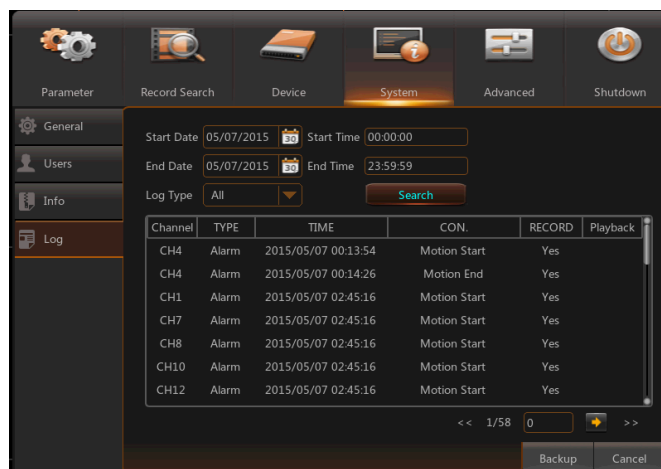 Parameter Record Search Device System Advanced Shutdown
General
Users
Info
Log
Start Date 05/07/2015 30 Start Time 00:00:00
End Date 05/07/2015 30 End Time 23:59:59
Log Type All Search
Channel TYPE TIME CON. RECORD Playback
CH4 Alarm 2015/05/07 00:13:54 Motion Start Yes
CH4 Alarm 2015/05/07 00:14:26 Motion End Yes
CH1 Alarm 2015/05/07 02:45:16 Motion Start Yes
CH7 Alarm 2015/05/07 02:45:16 Motion Start Yes
CH8 Alarm 2015/05/07 02:45:16 Motion Start Yes
CH10 Alarm 2015/05/07 02:45:16 Motion Start Yes
CH12 Alarm 2015/05/07 02:45:16 Motion Start Yes
<< 1/58 0 >>
Backup Cancel